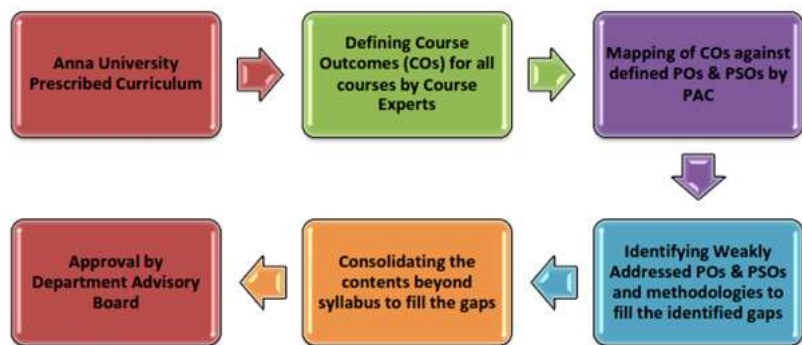 Anna University
Prescribed Curriculum
Defining Course
Outcomes (COs) for all
courses by Course
Experts
Mapping of COs against
defined POs & PSOs by
PAC
Identifying Weakly
Addressed POs & PSOs
and methodologies to
fill the identified gaps
Consolidating the
contents beyond
syllabus to fill the gaps
Approval by
Department Advisory
Board